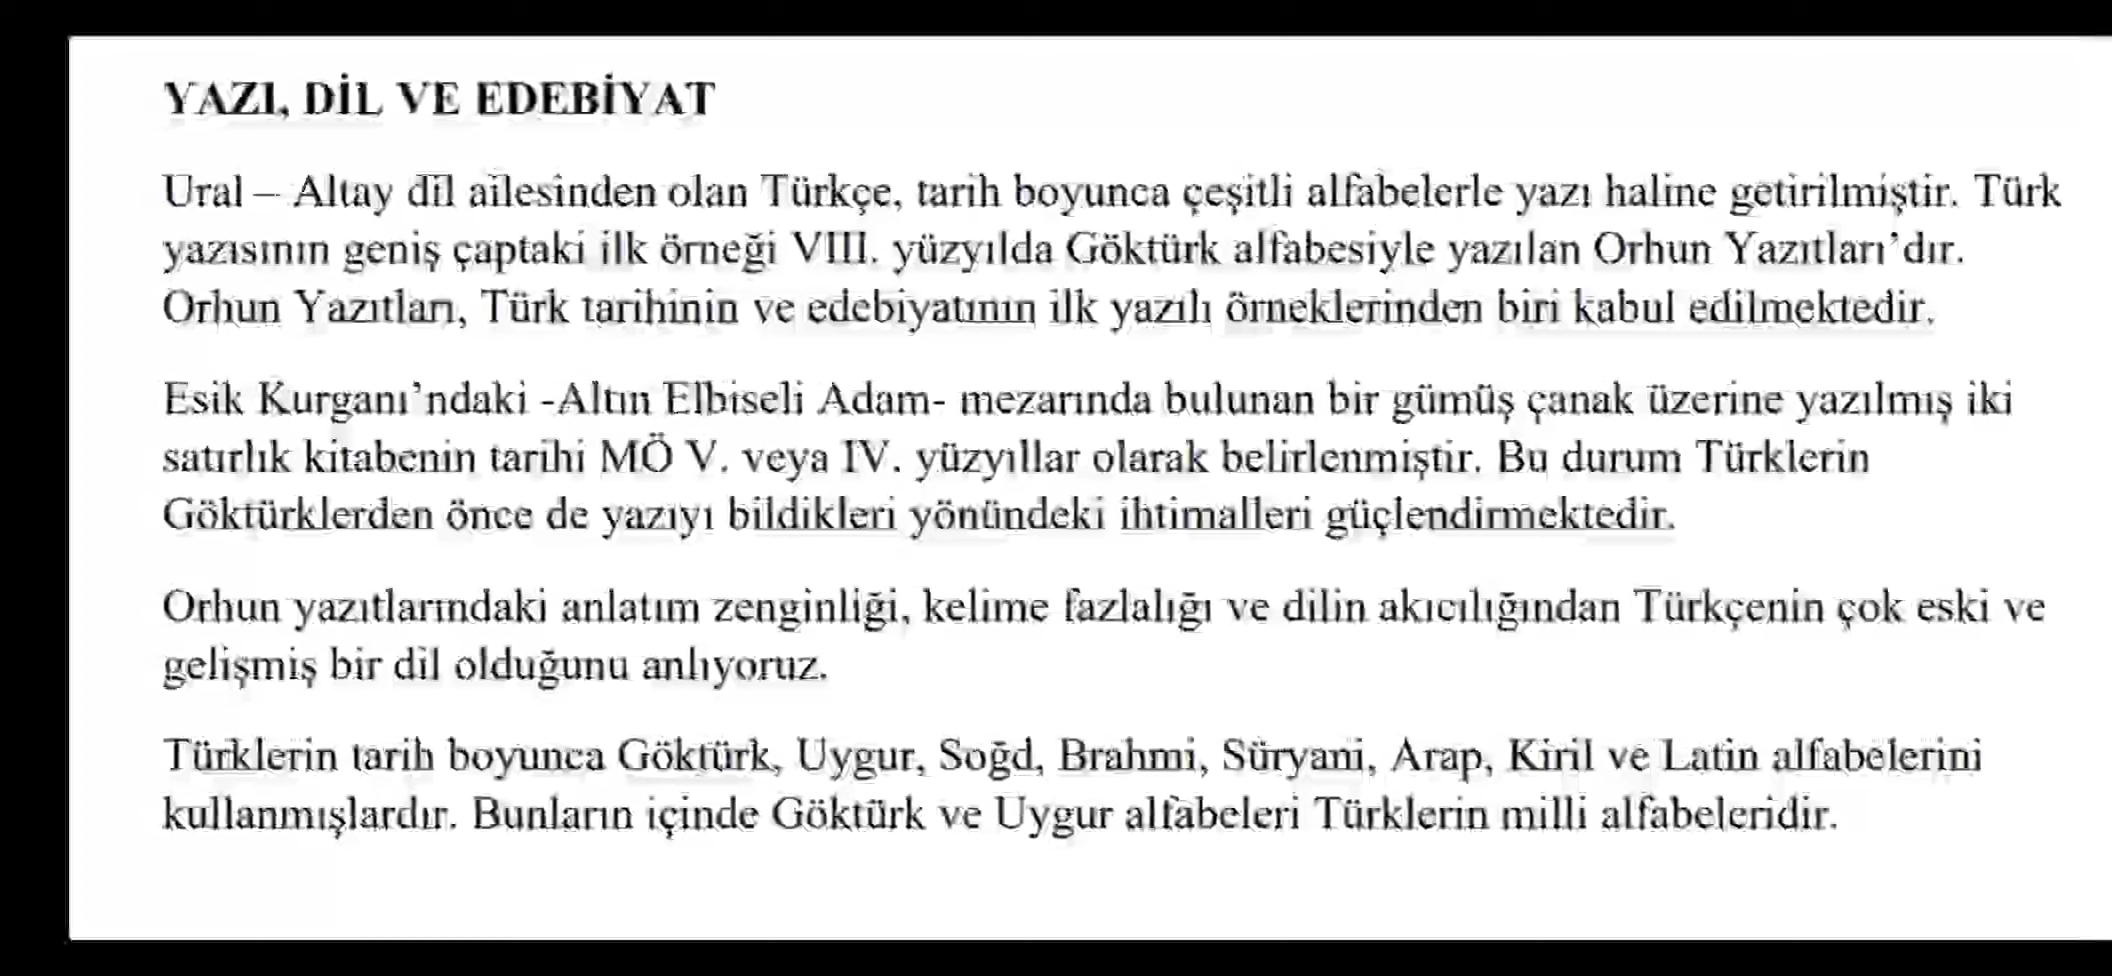 YAZI, DİL VE EDEBİYAT
Ural – Altay dil ailesinden olan Türkçe, tarih boyunca çeşitli alfabelerle yazı haline getirilmiştir. Türk
yazısının geniş çaptaki ilk örneği VIII. yüzyılda Göktürk alfabesiyle yazılan Orhun Yazıtları’dır.
Orhun Yazıtları, Türk tarihinin ve edebiyatının ilk yazılı örneklerinden biri kabul edilmektedir.
Esik Kurganı’ndaki -Altın Elbiseli Adam- mezarında bulunan bir gümüş çanak üzerine yazılmış iki
satırlık kitabenin tarihi MÖ V. veya IV. yüzyıllar olarak belirlenmiştir. Bu durum Türklerin
Göktürklerden önce de yazıyı bildikleri yönündeki ihtimalleri güçlendirmektedir.
Orhun yazıtlarındaki anlatım zenginliği, kelime fazlalığı ve dilin akıcılığından Türkçenin çok eski ve
gelişmiş bir dil olduğunu anlıyoruz.
Türklerin tarih boyunca Göktürk, Uygur, Soğd, Brahmi, Süryani, Arap, Kiril ve Latin alfabelerini
kullanmışlardır. Bunların içinde Göktürk ve Uygur alfabeleri Türklerin milli alfabeleridir.